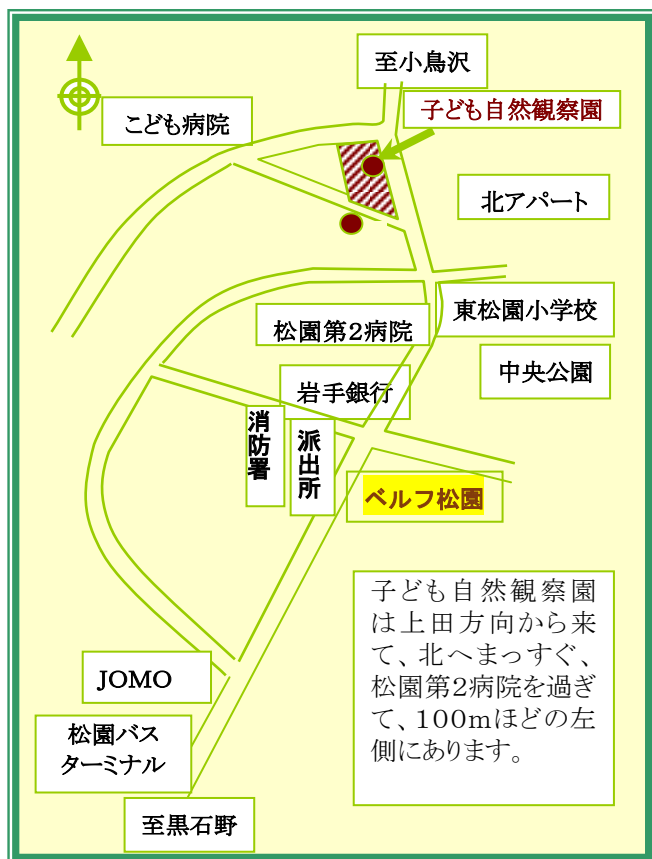 至小鳥沢
子ども自然観察園
こども病院
北アパート
東松園小学校
松園第2病院
中央公園
岩手銀行
消防署
派出所
ベルフ松園
子ども自然観察園
は上田方向から来
て、北へまっすぐ、
松園第2病院を過ぎ
て、100mほどの左
側にあります。
JOMO
松園バス
ターミナル
至黒石野